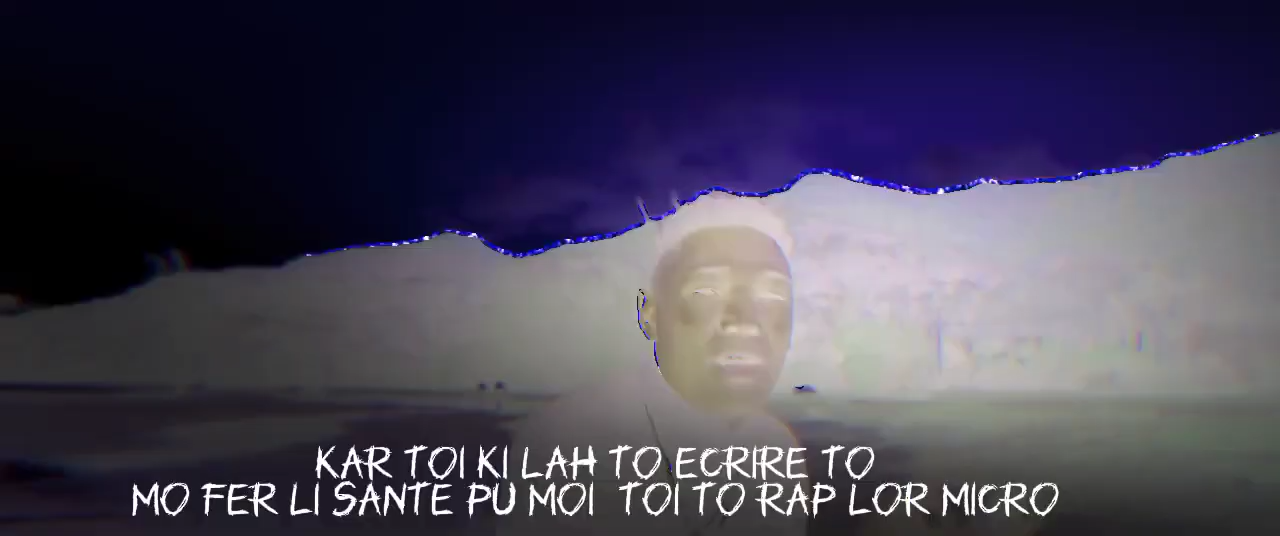 KAR TOI KI LAH TO ECRIRE TO
MO FER LI SANTE PU MOI TOI TO RAP LOR MICRO